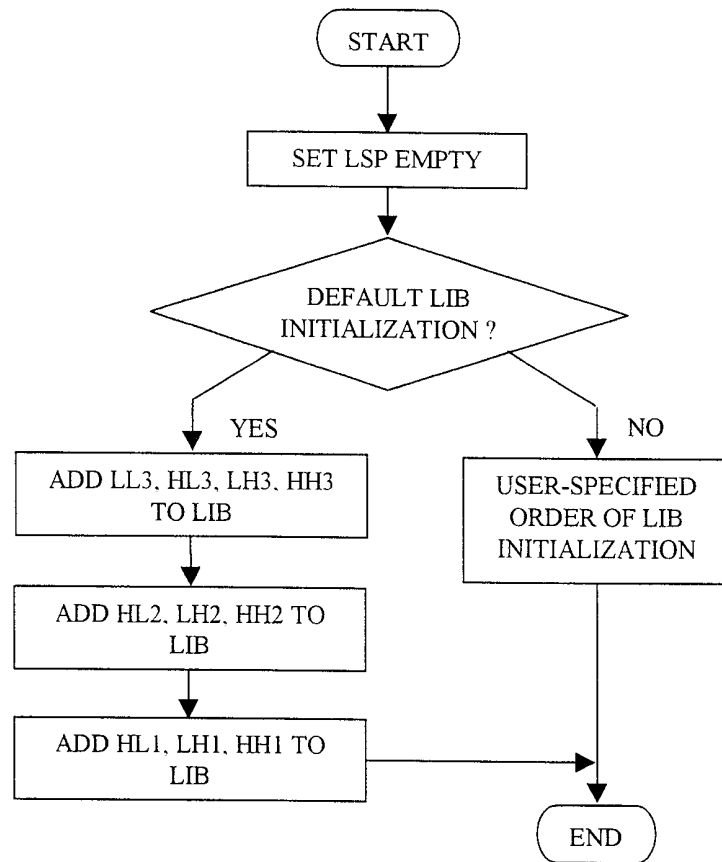 START
SET LSP EMPTY
DEFAULT LIB
INITIALIZATION ?
YES
NO
ADD LL3, HL3, LH3, HH3
TO LIB
USER-SPECIFIED
ORDER OF LIB
INITIALIZATION
ADD HL2, LH2, HH2 TO
LIB
ADD HL1, LH1, HH1 TO
LIB
END